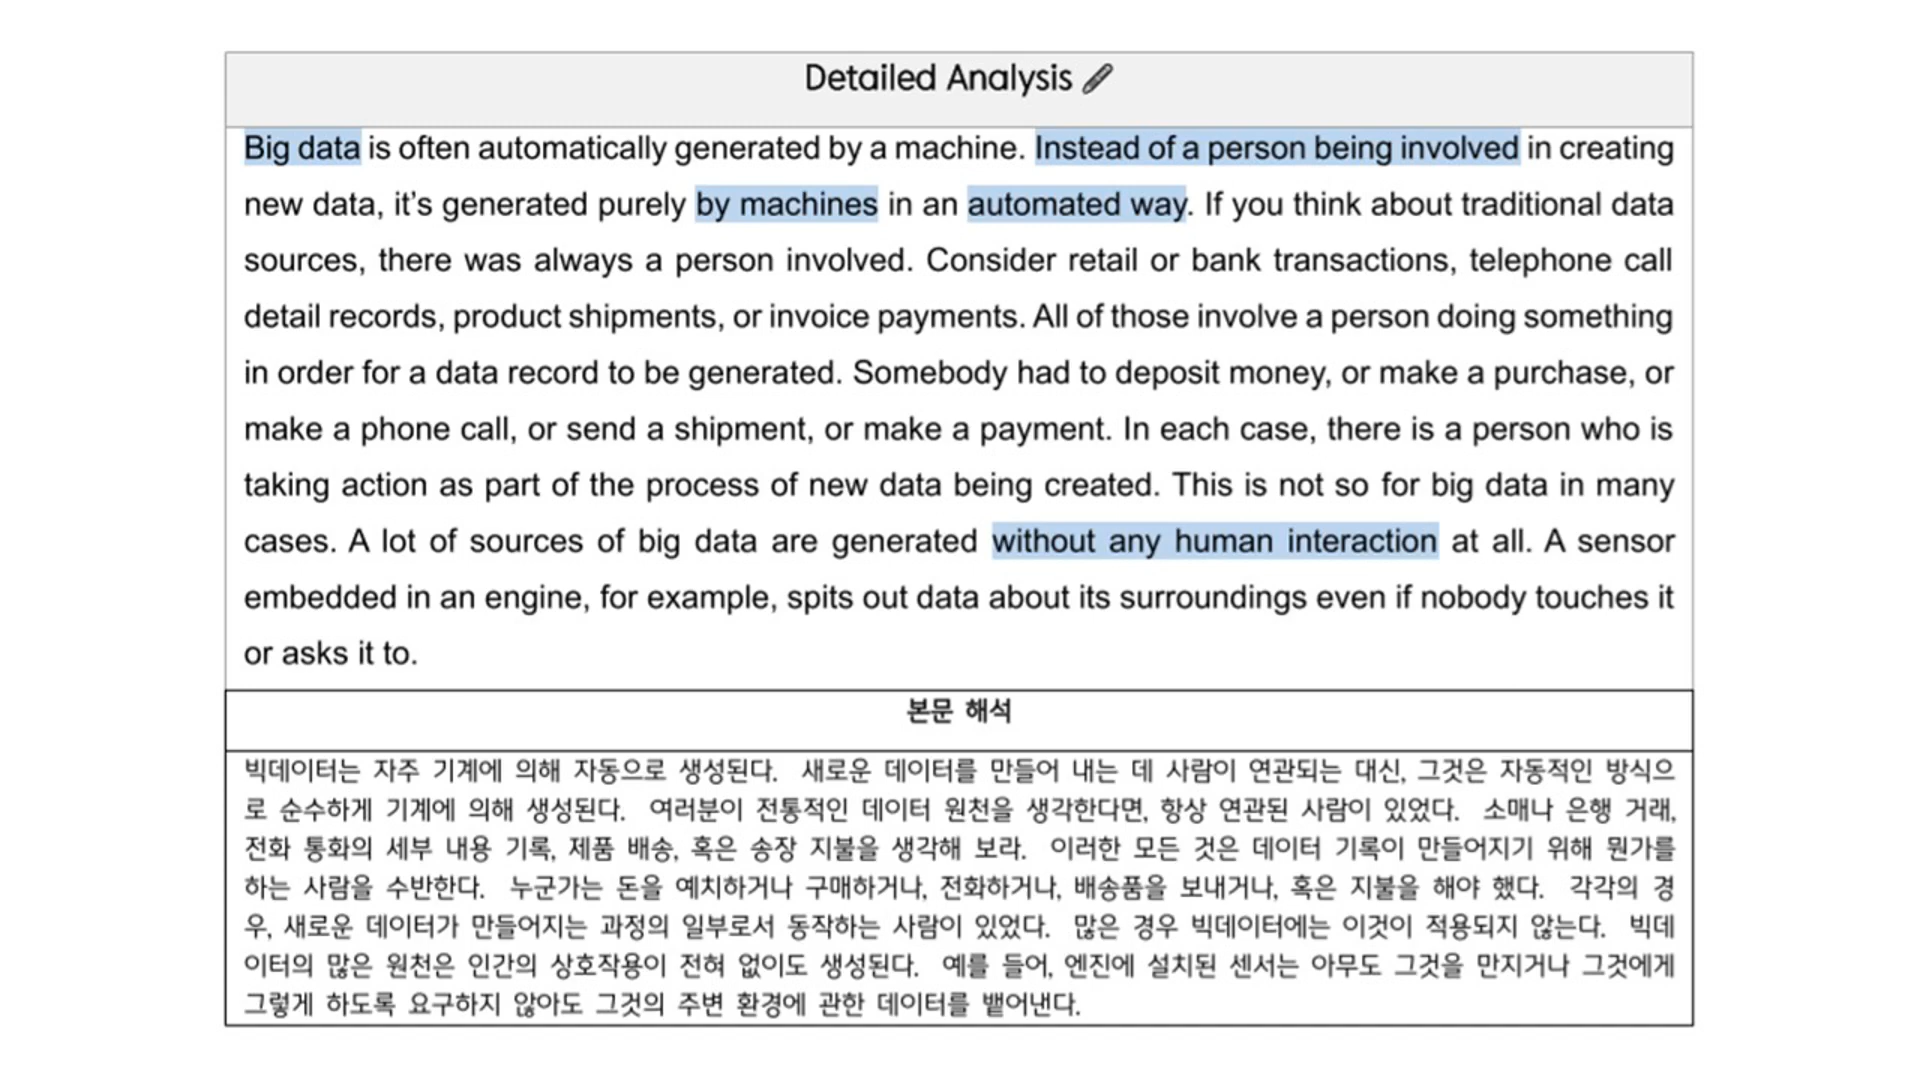 Detailed Analysis
Big data is often automatically generated by a machine. Instead of a person being involved in creating
new data, it’s generated purely by machines in an automated way. If you think about traditional data
sources, there was always a person involved. Consider retail or bank transactions, telephone call
detail records, product shipments, or invoice payments. All of those involve a person doing something
in order for a data record to be generated. Somebody had to deposit money, or make a purchase, or
make a phone call, or send a shipment, or make a payment. In each case, there is a person who is
taking action as part of the process of new data being created. This is not so for big data in many
cases. A lot of sources of big data are generated without any human interaction at all. A sensor
embedded in an engine, for example, spits out data about its surroundings even if nobody touches it
or asks it to.
본문 해석
빅데이터는 자주 기계에 의해 자동으로 생성된다. 새로운 데이터를 만들어 내는 데 사람이 연관되는 대신, 그것은 자동적인 방식으
로 순수하게 기계에 의해 생성된다. 여러분이 전통적인 데이터 원천을 생각한다면, 항상 연관된 사람이 있었다. 소매나 은행 거래,
전화 통화의 세부 내용 기록, 제품 배송, 혹은 송장 지불을 생각해 보라. 이러한 모든 것은 데이터 기록이 만들어지기 위해 뭔가를
하는 사람을 수반한다. 누군가는 돈을 예치하거나 구매하거나, 전화하거나, 배송품을 보내거나, 혹은 지불을 해야 했다. 각각의 경
우, 새로운 데이터가 만들어지는 과정의 일부로서 동작하는 사람이 있었다. 많은 경우 빅데이터에는 이것이 적용되지 않는다. 빅데
이터의 많은 원천은 인간의 상호작용이 전혀 없이도 생성된다. 예를 들어, 엔진에 설치된 센서는 아무도 그것을 만지거나 그것에게
그렇게 하도록 요구하지 않아도 그것의 주변 환경에 관한 데이터를 뱉어낸다.